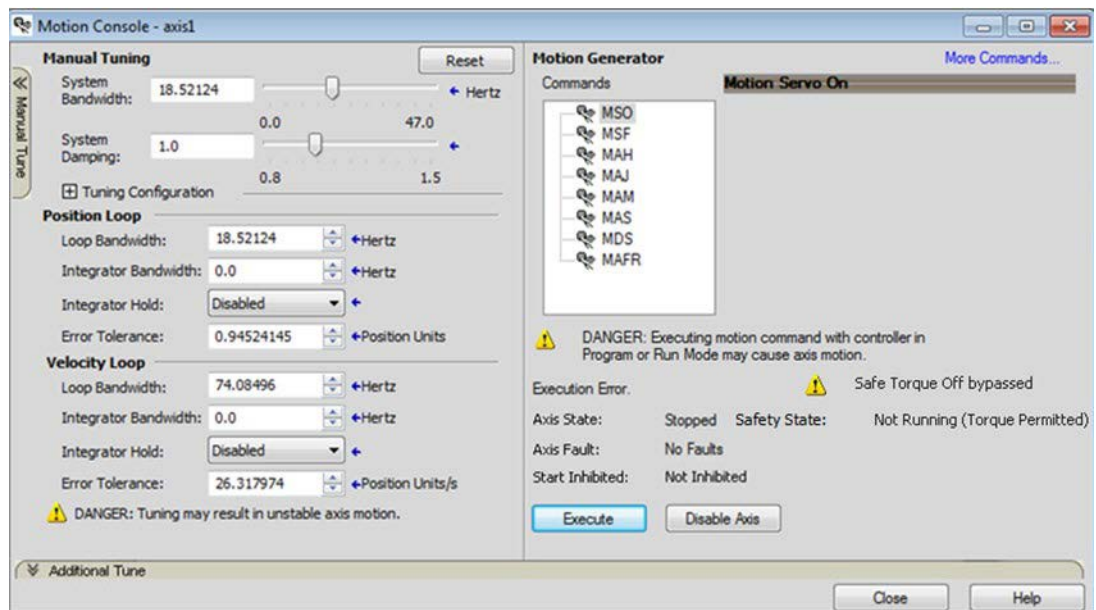 Motion Console - axis1
Manual Tune
Manual Tuning
Reset
System
Bandwidth:
18.52124
Hertz
0.0 47.0
System
Damping:
1.0
0.8 1.5
Tuning Configuration
Position Loop
Loop Bandwidth: 18.52124 Hertz
Integrator Bandwidth: 0.0 Hertz
Integrator Hold: Disabled
Error Tolerance: 0.94524145 Position Units
Velocity Loop
Loop Bandwidth: 74.08496 Hertz
Integrator Bandwidth: 0.0 Hertz
Integrator Hold: Disabled
Error Tolerance: 26.317974 Position Units/s
DANGER: Tuning may result in unstable axis motion.
Motion Generator
More Commands...
Commands
Motion Servo On
MSO
MSF
MAH
MAJ
MAM
MAS
MDS
MAFR
DANGER: Executing motion command with controller in
Program or Run Mode may cause axis motion.
Execution Error.
Safe Torque Off bypassed
Axis State: Stopped Safety State: Not Running (Torque Permitted)
Axis Fault: No Faults
Start Inhibited: Not Inhibited
Execute
Disable Axis
Additional Tune
Close
Help